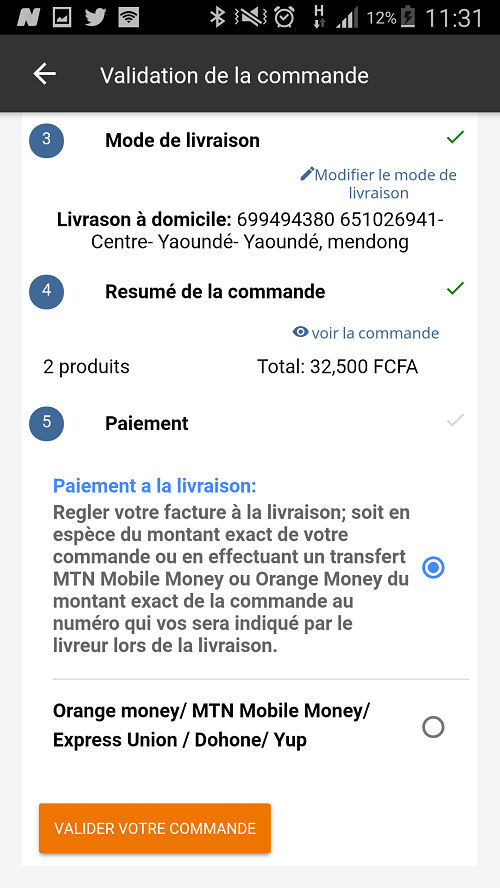 12% 11:31
Validation de la commande
3 Mode de livraison
Modifier le mode de
livraison
Livrason à domicile: 699494380 651026941-
Centre- Yaoundé- Yaoundé, mendong
4 Resumé de la commande
voir la commande
2 produits Total: 32,500 FCFA
5 Paiement
Paiement a la livraison:
Regler votre facture à la livraison; soit en
espèce du montant exact de votre
commande ou en effectuant un transfert
MTN Mobile Money ou Orange Money du
montant exact de la commande au
numéro qui vos sera indiqué par le
livreur lors de la livraison.
Orange money/ MTN Mobile Money/
Express Union / Dohone/ Yup
VALIDER VOTRE COMMANDE